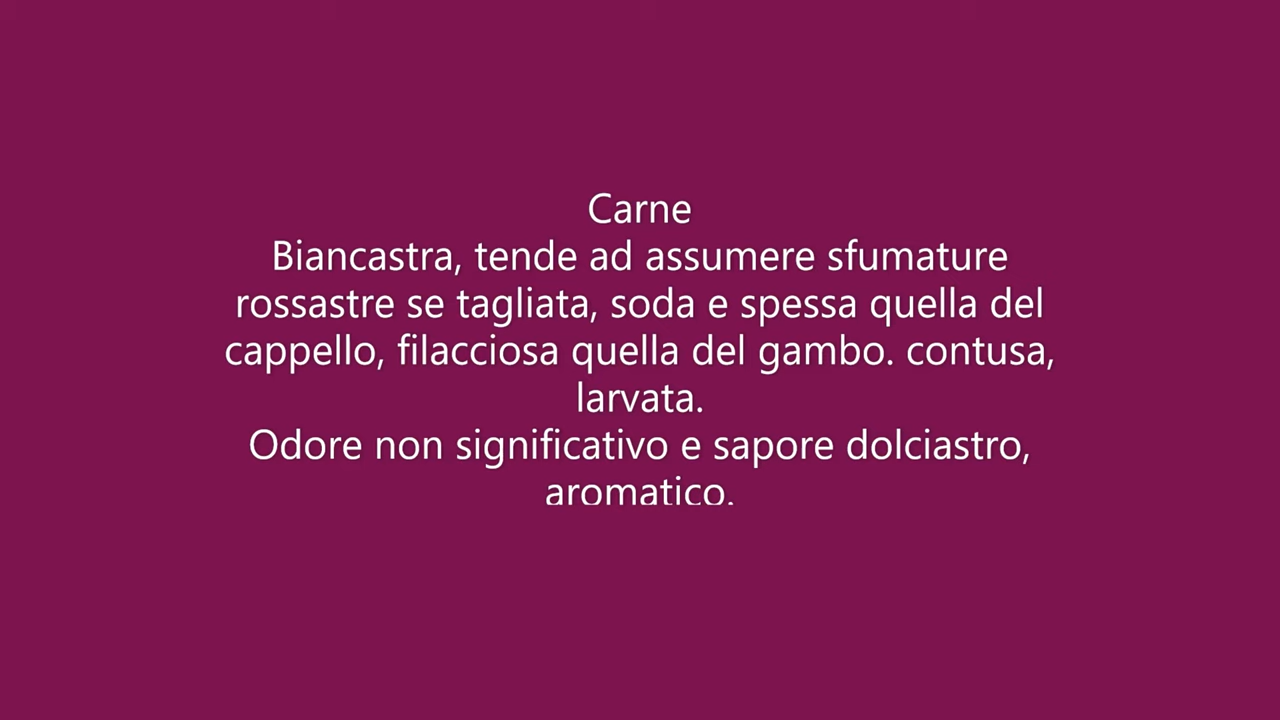 Carne
Biancastra, tende ad assumere sfumature
rossastre se tagliata, soda e spessa quella del
cappello, filacciosa quella del gambo. contusa,
larvata.
Odore non significativo e sapore dolciastro,
aromatico.